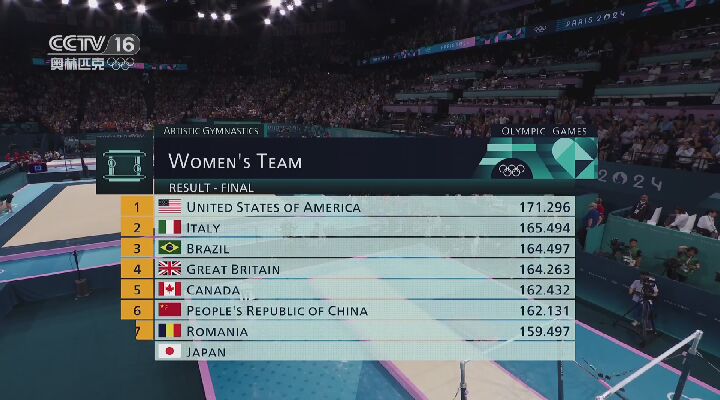 CCTV 16
奥林匹克
PARIS 2024
ARTISTIC GYMNASTICS
OLYMPIC GAMES
WOMEN'S TEAM
RESULT - FINAL
1 UNITED STATES OF AMERICA 171.296
2 ITALY 165.494
3 BRAZIL 164.497
4 GREAT BRITAIN 164.263
5 CANADA 162.432
6 PEOPLE'S REPUBLIC OF CHINA 162.131
7 ROMANIA 159.497
JAPAN
2024